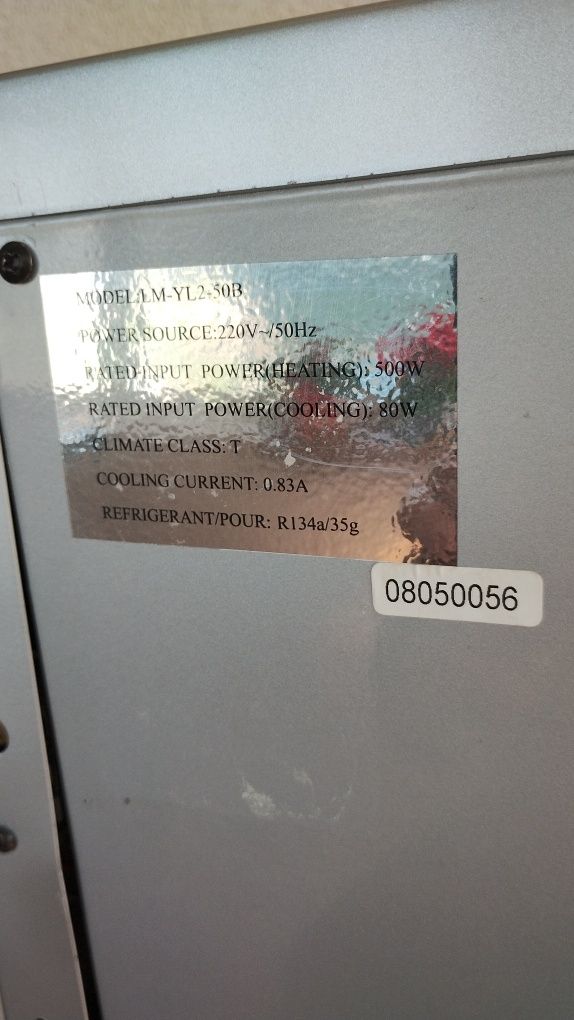 MODEL:LM-YL2-50B
POWER SOURCE:220V~/50Hz
RATED INPUT POWER(HEATING): 500W
RATED INPUT POWER(COOLING): 80W
CLIMATE CLASS: T
COOLING CURRENT: 0.83A
REFRIGERANT/POUR: R134a/35g
08050056